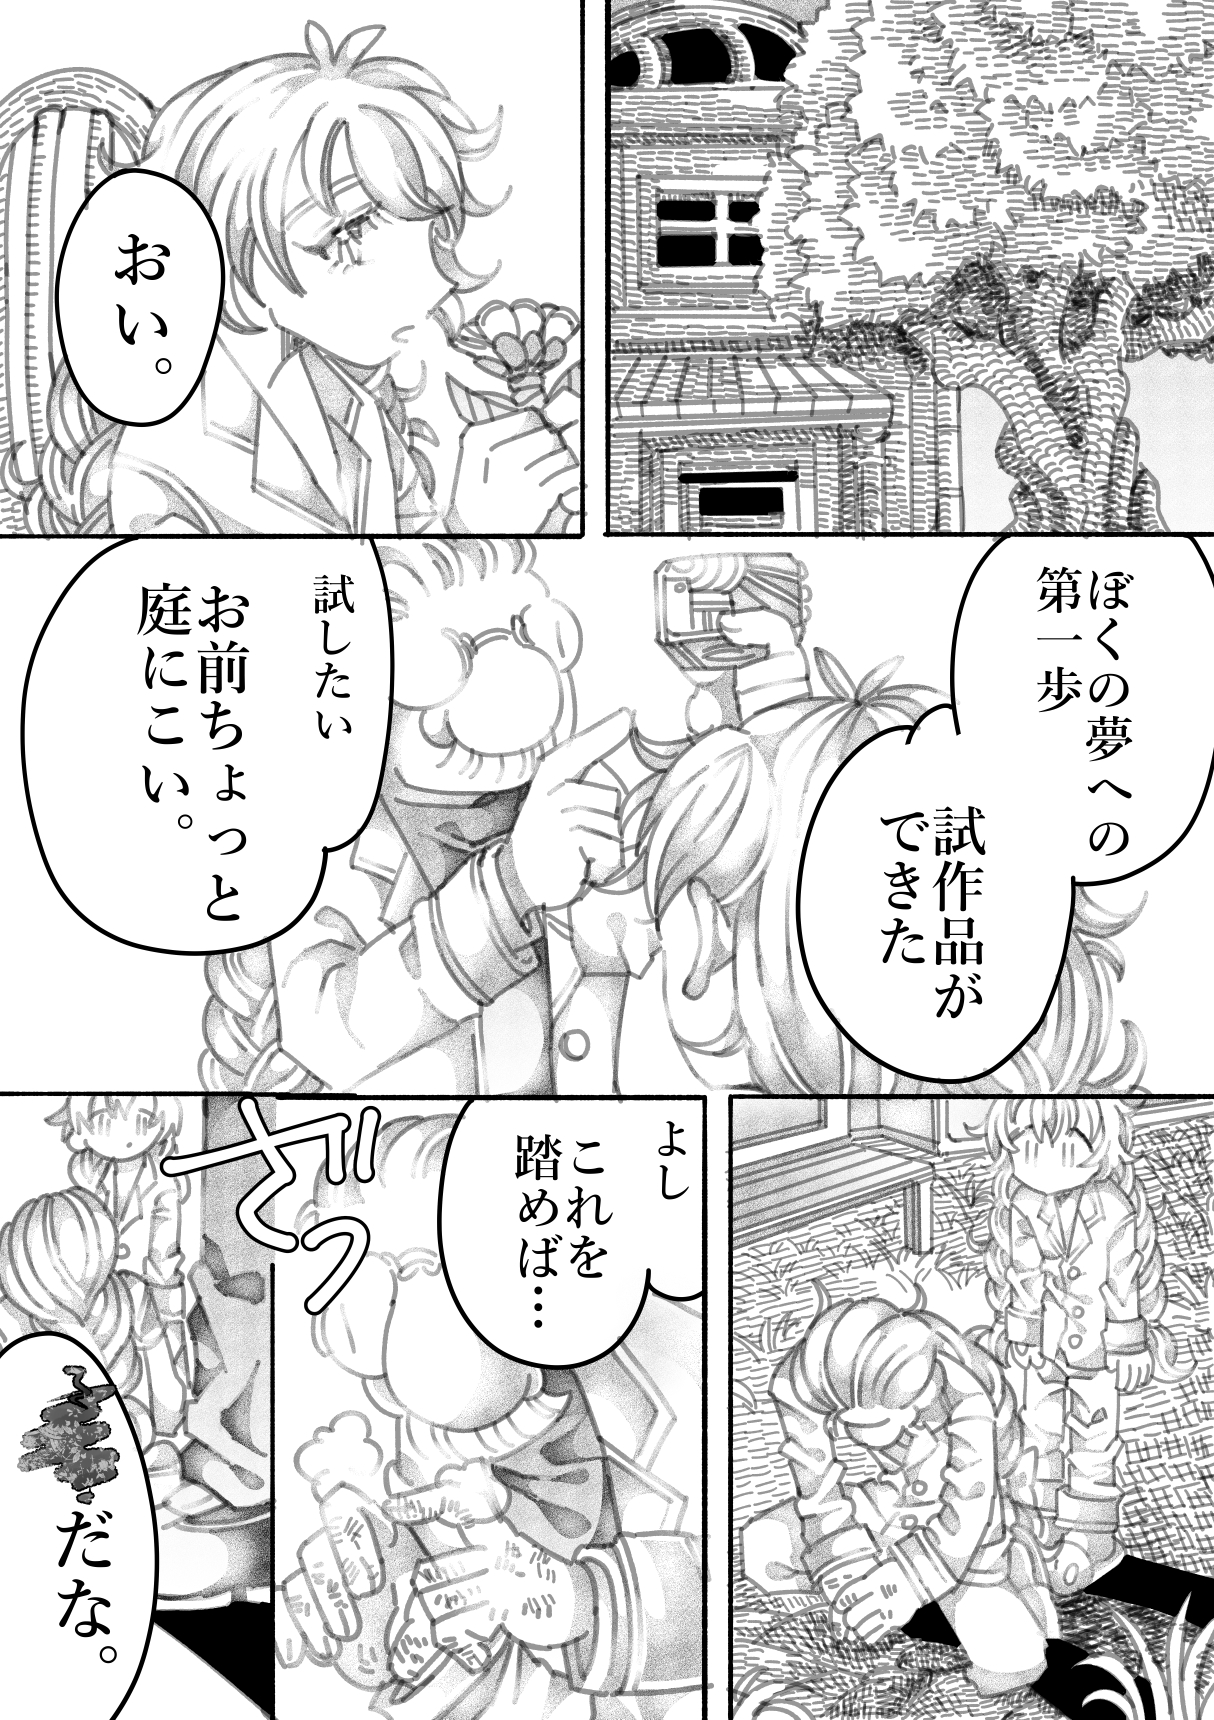 おい。
ぼくの夢への
第一歩
試作品が
できた
試したい
お前ちょっと
庭にこい。
よし
これを
踏めば…
ザッ
だな。